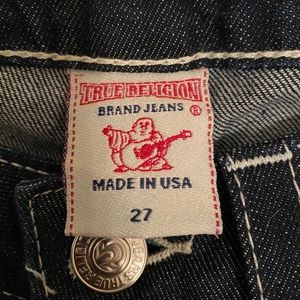 TRUE RELIGION
®
BRAND JEANS
MADE IN USA
27